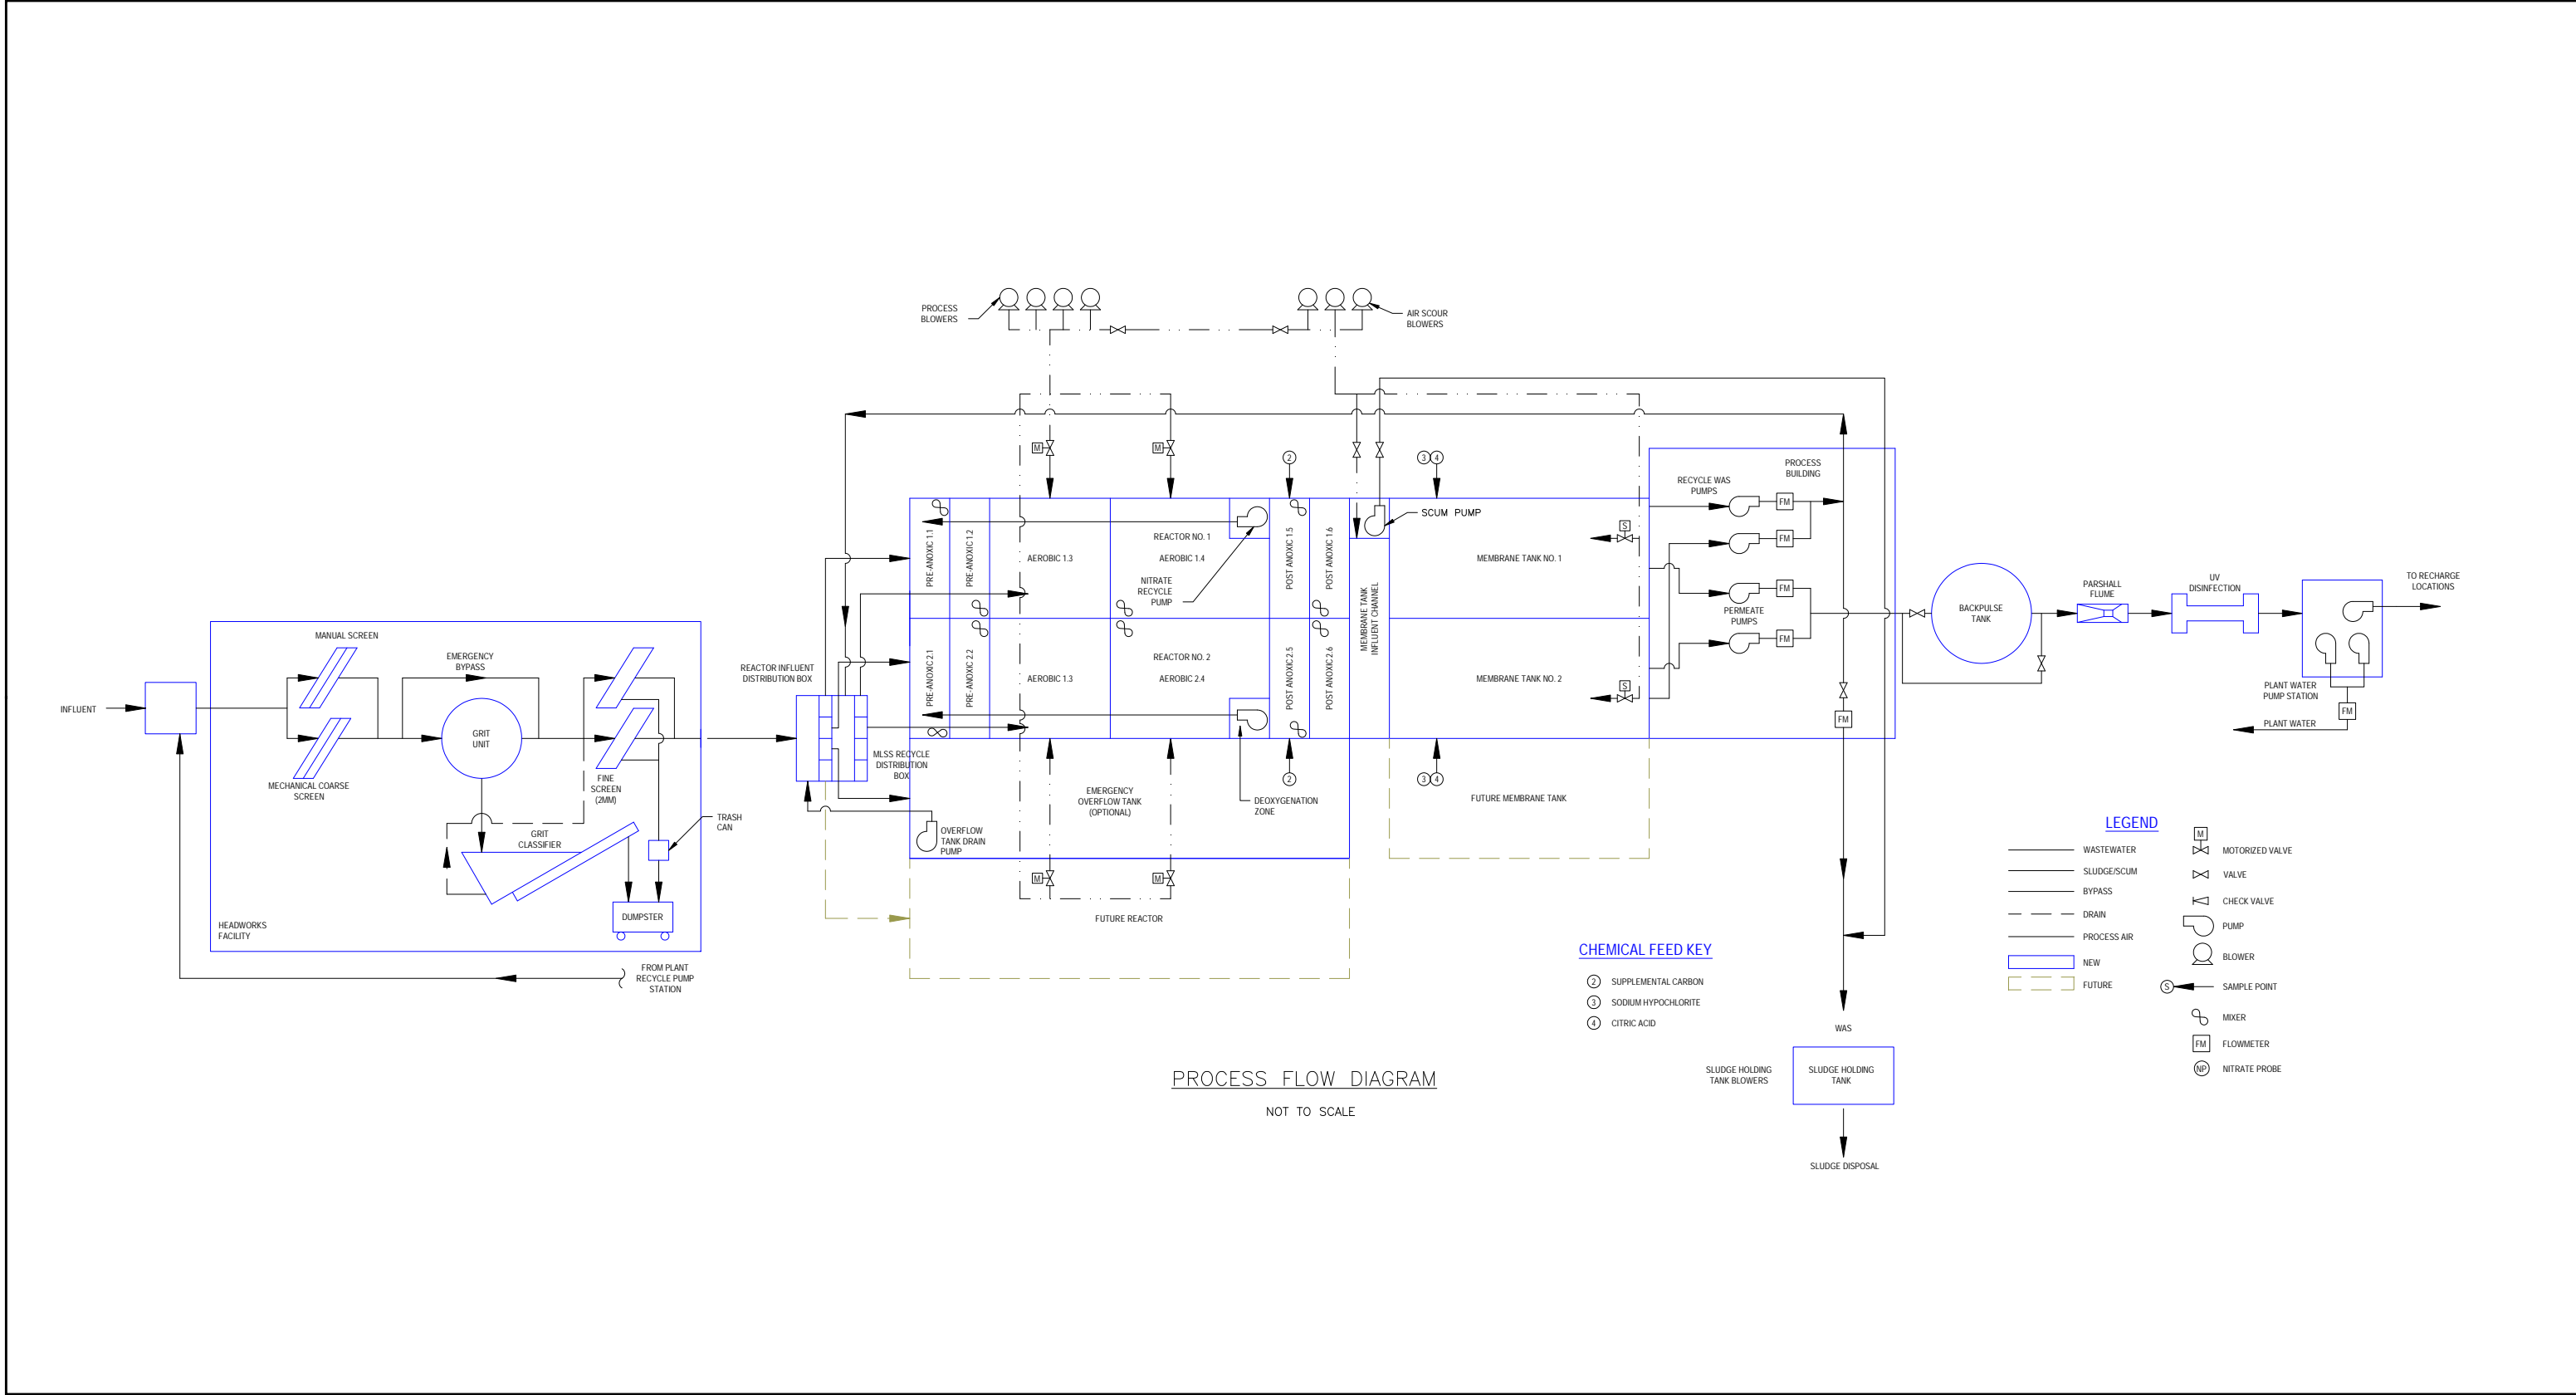 PROCESS
BLOWERS
AIR SCOUR
BLOWERS
M
M
2
3
4
PROCESS
BUILDING
RECYCLE WAS
PUMPS
FM
FM
FM
FM
PERMEATE
PUMPS
SCUM PUMP
S
S
PRE-ANOXIC 1.1
PRE-ANOXIC 1.2
AEROBIC 1.3
REACTOR NO. 1
AEROBIC 1.4
NITRATE
RECYCLE
PUMP
POST ANOXIC 1.5
POST ANOXIC 1.6
MEMBRANE TANK
INFLUENT CHANNEL
MEMBRANE TANK NO. 1
PRE-ANOXIC 2.1
PRE-ANOXIC 2.2
AEROBIC 1.3
REACTOR NO. 2
AEROBIC 2.4
POST ANOXIC 2.5
POST ANOXIC 2.6
MEMBRANE TANK NO. 2
BACKPULSE
TANK
PARSHALL
FLUME
UV
DISINFECTION
TO RECHARGE
LOCATIONS
PLANT WATER
PUMP STATION
FM
PLANT WATER
FM
INFLUENT
MANUAL SCREEN
EMERGENCY
BYPASS
GRIT
UNIT
MECHANICAL COARSE
SCREEN
FINE
SCREEN
(2MM)
GRIT
CLASSIFIER
TRASH
CAN
DUMPSTER
HEADWORKS
FACILITY
FROM PLANT
RECYCLE PUMP
STATION
REACTOR INFLUENT
DISTRIBUTION BOX
MLSS RECYCLE
DISTRIBUTION
BOX
OVERFLOW
TANK DRAIN
PUMP
EMERGENCY
OVERFLOW TANK
(OPTIONAL)
DEOXYGENATION
ZONE
2
3
4
FUTURE MEMBRANE TANK
M
M
FUTURE REACTOR
CHEMICAL FEED KEY
2 SUPPLEMENTAL CARBON
3 SODIUM HYPOCHLORITE
4 CITRIC ACID
LEGEND
WASTEWATER
SLUDGE/SCUM
BYPASS
DRAIN
PROCESS AIR
NEW
FUTURE
M
MOTORIZED VALVE
VALVE
CHECK VALVE
PUMP
BLOWER
S SAMPLE POINT
MIXER
FM FLOWMETER
NP NITRATE PROBE
WAS
SLUDGE HOLDING
TANK BLOWERS
SLUDGE HOLDING
TANK
SLUDGE DISPOSAL
PROCESS FLOW DIAGRAM
NOT TO SCALE